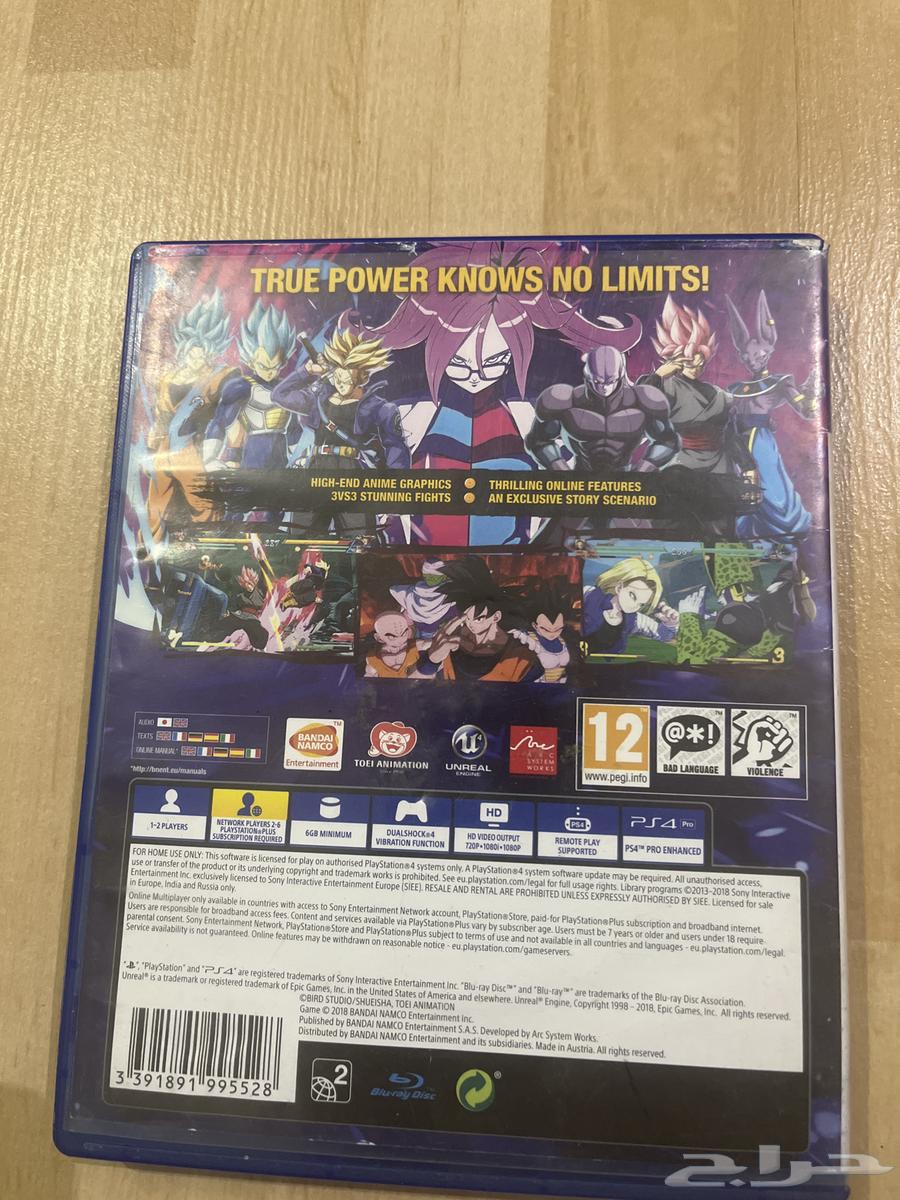 TRUE POWER KNOWS NO LIMITS!
HIGH-END ANIME GRAPHICS
THRILLING ONLINE FEATURES
3VS3 STUNNING FIGHTS
AN EXCLUSIVE STORY SCENARIO
AUDIO
TEXTS
ONLINE MANUAL*
*http://bnent.eu/manuals
BANDAI
NAMCO
Entertainment
TM
TOEI ANIMATION
UNREAL
ENGINE
ARC
SYSTEM
WORKS
12
www.pegi.info
@*!
BAD LANGUAGE
VIOLENCE
1-2 PLAYERS
NETWORK PLAYERS 2-6
PLAYSTATION®PLUS
SUBSCRIPTION REQUIRED
6GB MINIMUM
DUALSHOCK®4
VIBRATION FUNCTION
HD
HD VIDEO OUTPUT
720P•1080i•1080P
PS4
REMOTE PLAY
SUPPORTED
PS4 Pro
PS4™ PRO ENHANCED
FOR HOME USE ONLY: This software is licensed for play on authorised PlayStation®4 systems only. A PlayStation®4 system software update may be required. All unauthorised access,
use or transfer of the product or its underlying copyright and trademark works is prohibited. See eu.playstation.com/legal for full usage rights. Library programs ©2013-2018 Sony Interactive
Entertainment Inc. exclusively licensed to Sony Interactive Entertainment Europe (SIEE). RESALE AND RENTAL ARE PROHIBITED UNLESS EXPRESSLY AUTHORISED BY SIEE. Licensed for sale
in Europe, India and Russia only.
Online Multiplayer only available in countries with access to Sony Entertainment Network account, PlayStation®Store, paid-for PlayStation®Plus subscription and broadband internet.
Users are responsible for broadband access fees. Content and services available via PlayStation®Plus vary by subscriber age. Users must be 7 years or older and users under 18 require
parental consent. Sony Entertainment Network, PlayStation®Store and PlayStation®Plus subject to terms of use and not available in all countries and languages - eu.playstation.com/legal.
Service availability is not guaranteed. Online features may be withdrawn on reasonable notice - eu.playstation.com/gameservers.
"PlayStation" and "PS4" are registered trademarks of Sony Interactive Entertainment Inc. "Blu-ray Disc™" and "Blu-ray™" are trademarks of the Blu-ray Disc Association.
Unreal® is a trademark or registered trademark of Epic Games, Inc. in the United States of America and elsewhere. Unreal® Engine, Copyright 1998 - 2018, Epic Games, Inc. All rights reserved.
©BIRD STUDIO/SHUEISHA, TOEI ANIMATION
Game © 2018 BANDAI NAMCO Entertainment Inc.
Published by BANDAI NAMCO Entertainment S.A.S. Developed by Arc System Works.
Distributed by BANDAI NAMCO Entertainment and its subsidiaries. Made in Austria. All rights reserved.
3 391891 995528
2
Blu-ray Disc
حراج